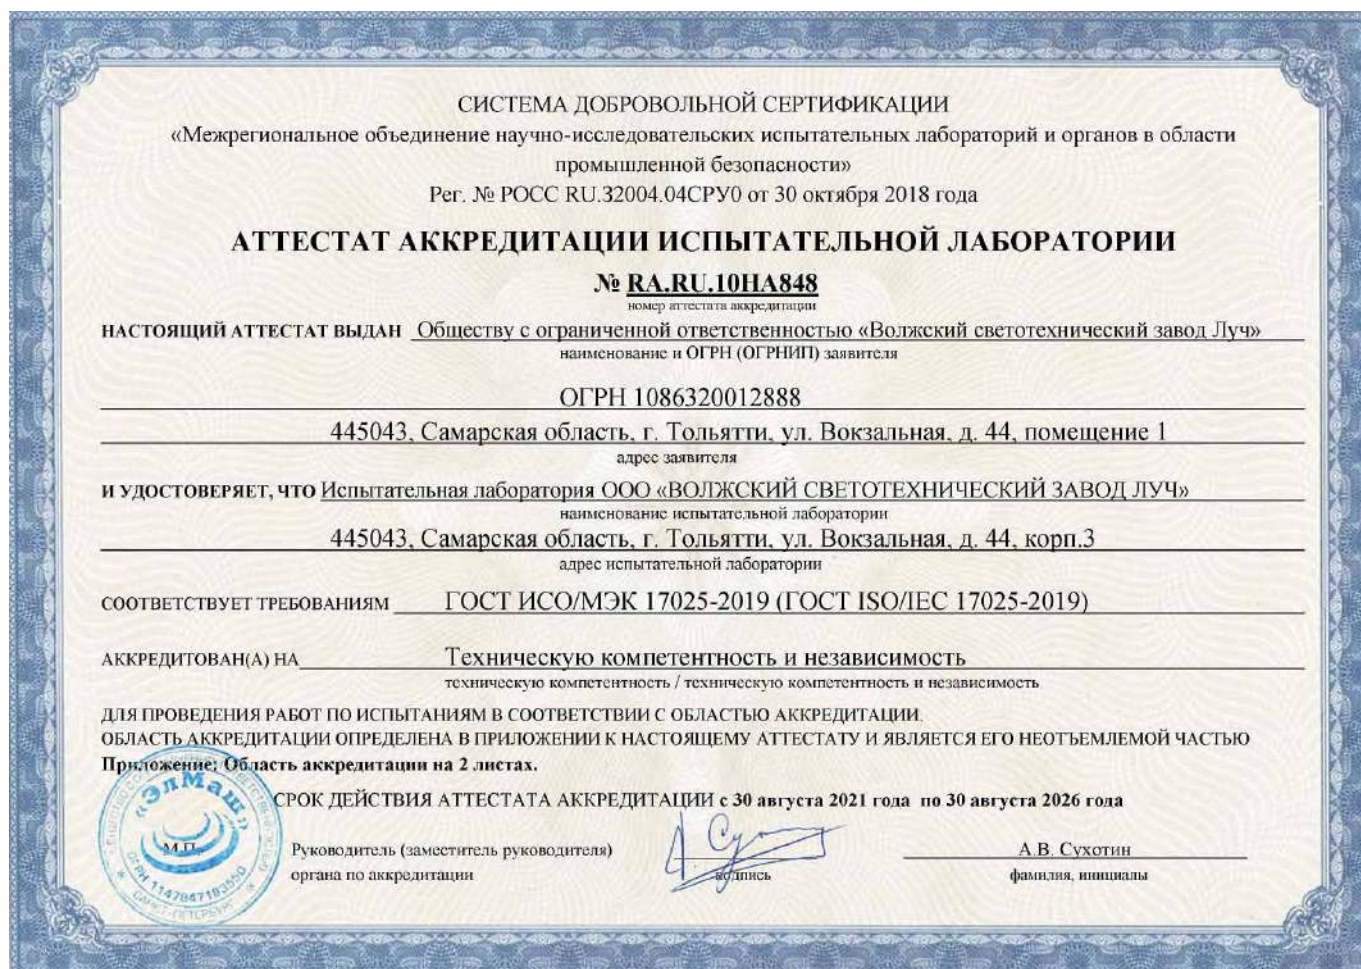 СИСТЕМА ДОБРОВОЛЬНОЙ СЕРТИФИКАЦИИ
«Межрегиональное объединение научно-исследовательских испытательных лабораторий и органов в области
промышленной безопасности»
Рег. № РОСС RU.32004.04СРУ0 от 30 октября 2018 года
АТТЕСТАТ АККРЕДИТАЦИИ ИСПЫТАТЕЛЬНОЙ ЛАБОРАТОРИИ
№ RA.RU.10HA848
номер аттестата аккредитации
НАСТОЯЩИЙ АТТЕСТАТ ВЫДАН Обществу с ограниченной ответственностью «Волжский светотехнический завод Луч»
наименование и ОГРН (ОГРНИП) заявителя
ОГРН 1086320012888
445043, Самарская область, г. Тольятти, ул. Вокзальная, д. 44, помещение 1
адрес заявителя
И УДОСТОВЕРЯЕТ, ЧТО Испытательная лаборатория ООО «ВОЛЖСКИЙ СВЕТОТЕХНИЧЕСКИЙ ЗАВОД ЛУЧ»
наименование испытательной лаборатории
445043, Самарская область, г. Тольятти, ул. Вокзальная, д. 44, корп.3
адрес испытательной лаборатории
СООТВЕТСТВУЕТ ТРЕБОВАНИЯМ ГОСТ ИСО/МЭК 17025-2019 (ГОСТ ISO/IEC 17025-2019)
АККРЕДИТОВАН(А) НА Техническую компетентность и независимость
техническую компетентность / техническую компетентность и независимость
ДЛЯ ПРОВЕДЕНИЯ РАБОТ ПО ИСПЫТАНИЯМ В СООТВЕТСТВИИ С ОБЛАСТЬЮ АККРЕДИТАЦИИ.
ОБЛАСТЬ АККРЕДИТАЦИИ ОПРЕДЕЛЕНА В ПРИЛОЖЕНИИ К НАСТОЯЩЕМУ АТТЕСТАТУ И ЯВЛЯЕТСЯ ЕГО НЕОТЪЕМЛЕМОЙ ЧАСТЬЮ
Приложение: Область аккредитации на 2 листах.
СРОК ДЕЙСТВИЯ АТТЕСТАТА АККРЕДИТАЦИИ с 30 августа 2021 года по 30 августа 2026 года
«ЭлМаш»
М.П.
ОГРН 1147847183550
САНКТ-ПЕТЕРБУРГ
Руководитель (заместитель руководителя)
органа по аккредитации
подпись
А.В. Сухотин
фамилия, инициалы